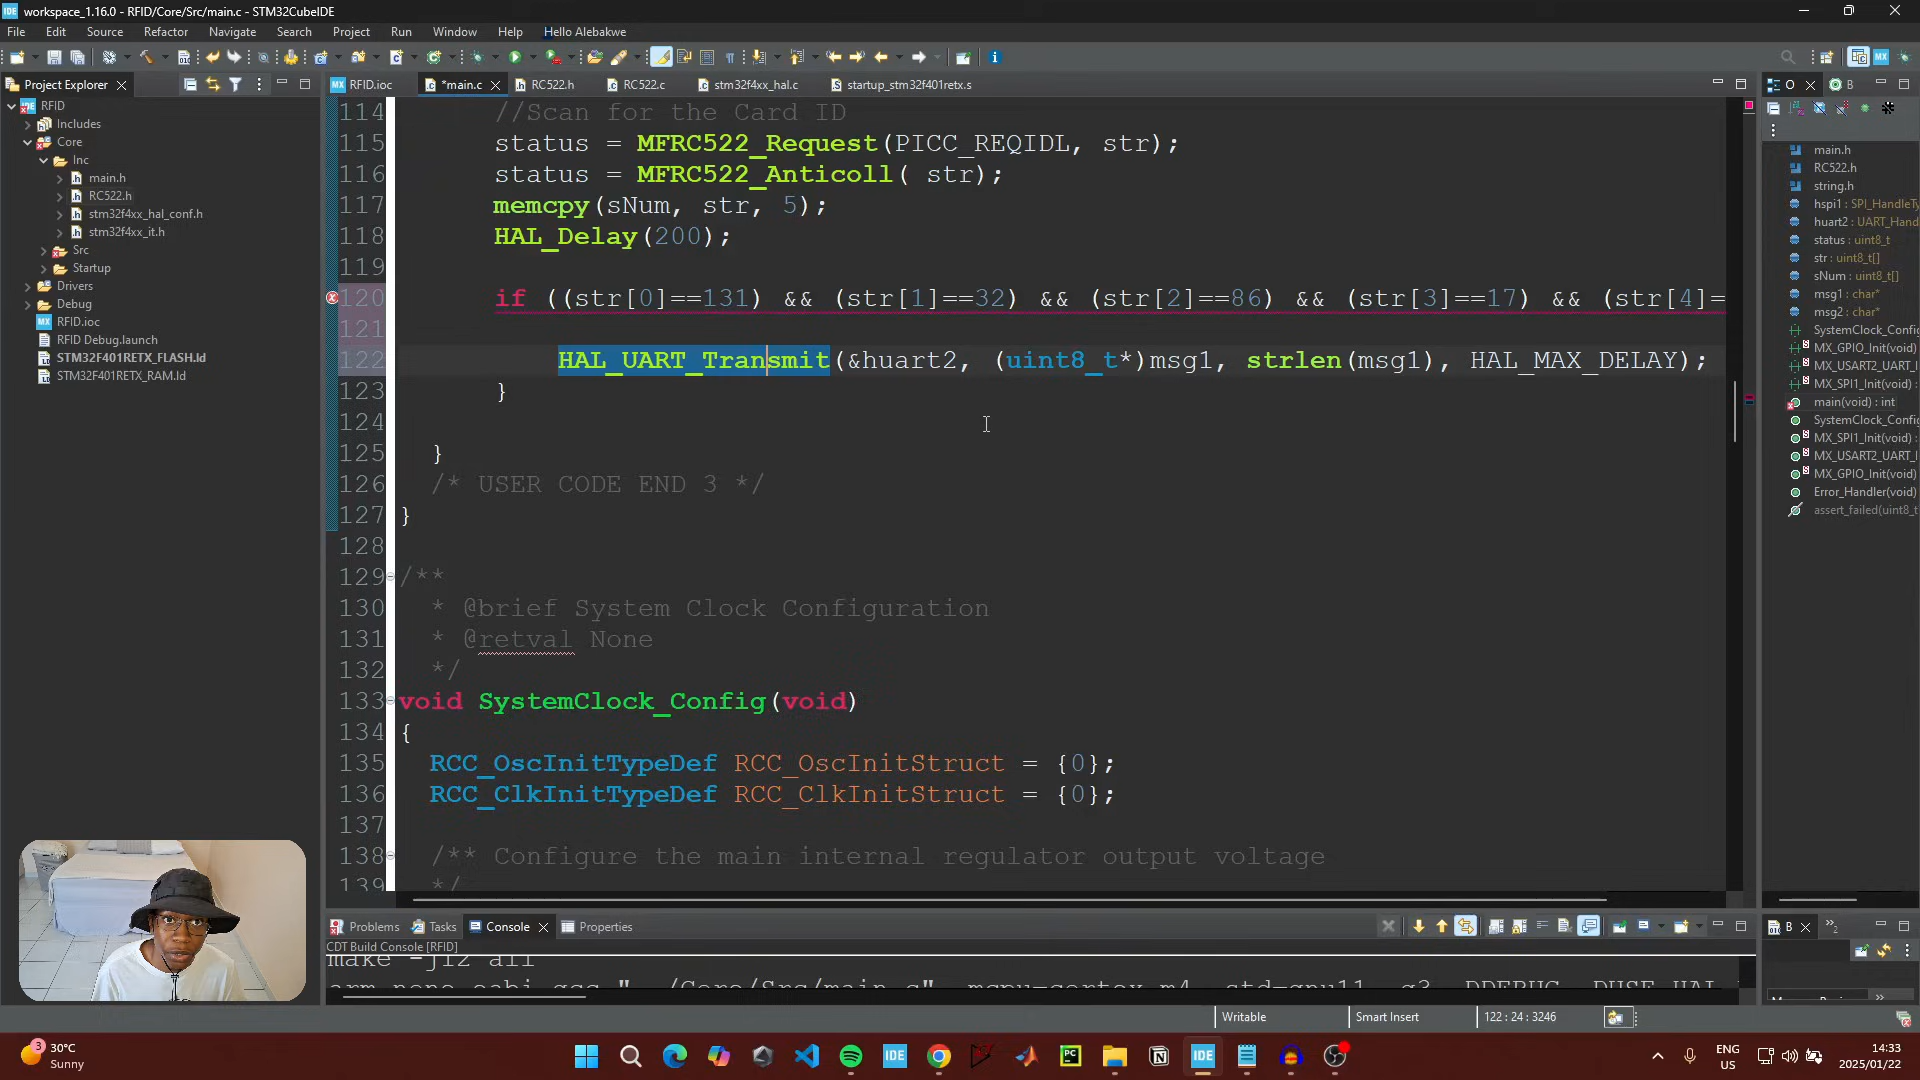 workspace_1.16.0 - RFID/Core/Src/main.c - STM32CubeIDE
File Edit Source Refactor Navigate Search Project Run Window Help Hello Alebakwe
Project Explorer
RFID.ioc
*main.c
RC522.h
RC522.c
stm32f4xx_hal.c
startup_stm32f401retx.s
O
B
RFID
Includes
Core
Inc
main.h
RC522.h
stm32f4xx_hal_conf.h
stm32f4xx_it.h
Src
Startup
Drivers
Debug
RFID.ioc
RFID Debug.launch
STM32F401RETX_FLASH.ld
STM32F401RETX_RAM.ld
114 //Scan for the Card ID
115 status = MFRC522_Request(PICC_REQIDL, str);
116 status = MFRC522_Anticoll( str);
117 memcpy(sNum, str, 5);
118 HAL_Delay(200);
119
120 if ((str[0]==131) && (str[1]==32) && (str[2]==86) && (str[3]==17) && (str[4]=
121
122 HAL_UART_Transmit(&huart2, (uint8_t*)msg1, strlen(msg1), HAL_MAX_DELAY);
123 }
124
125 }
126 /* USER CODE END 3 */
127 }
128
129 /**
130 * @brief System Clock Configuration
131 * @retval None
132 */
133 void SystemClock_Config(void)
134 {
135 RCC_OscInitTypeDef RCC_OscInitStruct = {0};
136 RCC_ClkInitTypeDef RCC_ClkInitStruct = {0};
137
138 /** Configure the main internal regulator output voltage
139 */
main.h
RC522.h
string.h
hspi1 : SPI_HandleTy
huart2 : UART_Hand
status : uint8_t
str : uint8_t[]
sNum : uint8_t[]
msg1 : char*
msg2 : char*
SystemClock_Config
MX_GPIO_Init(void)
MX_USART2_UART_I
MX_SPI1_Init(void) :
main(void) : int
SystemClock_Config
MX_SPI1_Init(void) :
MX_USART2_UART_I
MX_GPIO_Init(void)
Error_Handler(void)
assert_failed(uint8_t
Problems
Tasks
Console
Properties
B
CDT Build Console [RFID]
make -j12 all
Writable
Smart Insert
122 : 24 : 3246
3
30°C
Sunny
IDE
PC
IDE
ENG
US
14:33
2025/01/22